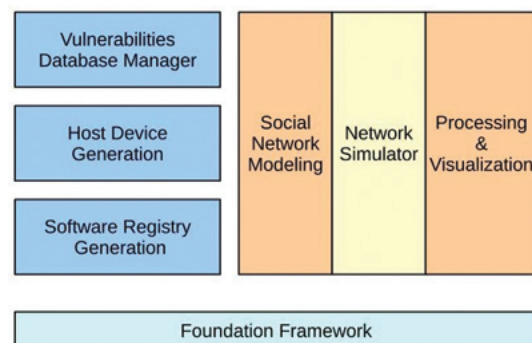 Vulnerabilities
Database Manager
Host Device
Generation
Software Registry
Generation
Social
Network
Modeling
Network
Simulator
Processing
&
Visualization
Foundation Framework